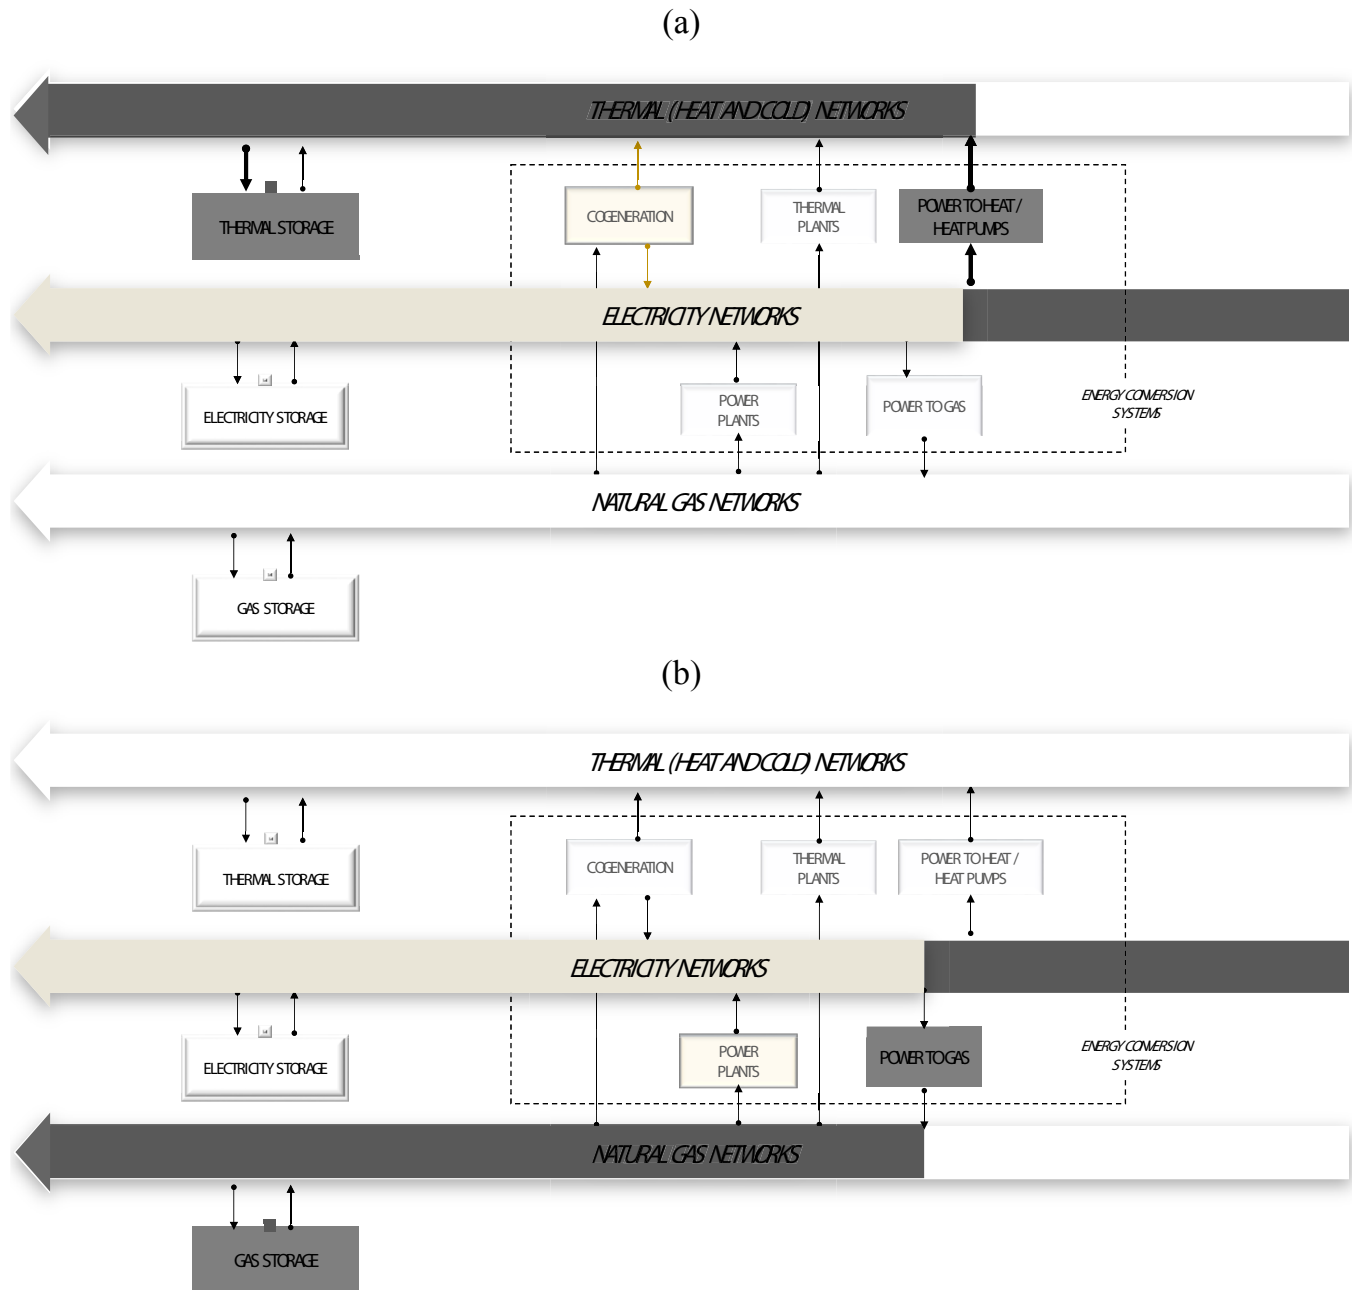 (a)
THERMAL (HEAT AND COLD) NETWORKS
THERMAL STORAGE
COGENERATION
THERMAL
PLANTS
POWER TO HEAT /
HEAT PUMPS
ELECTRICITY NETWORKS
ELECTRICITY STORAGE
POWER
PLANTS
POWER TO GAS
ENERGY CONVERSION
SYSTEMS
NATURAL GAS NETWORKS
GAS STORAGE
(b)
THERMAL (HEAT AND COLD) NETWORKS
THERMAL STORAGE
COGENERATION
THERMAL
PLANTS
POWER TO HEAT /
HEAT PUMPS
ELECTRICITY NETWORKS
ELECTRICITY STORAGE
POWER
PLANTS
POWER TO GAS
ENERGY CONVERSION
SYSTEMS
NATURAL GAS NETWORKS
GAS STORAGE